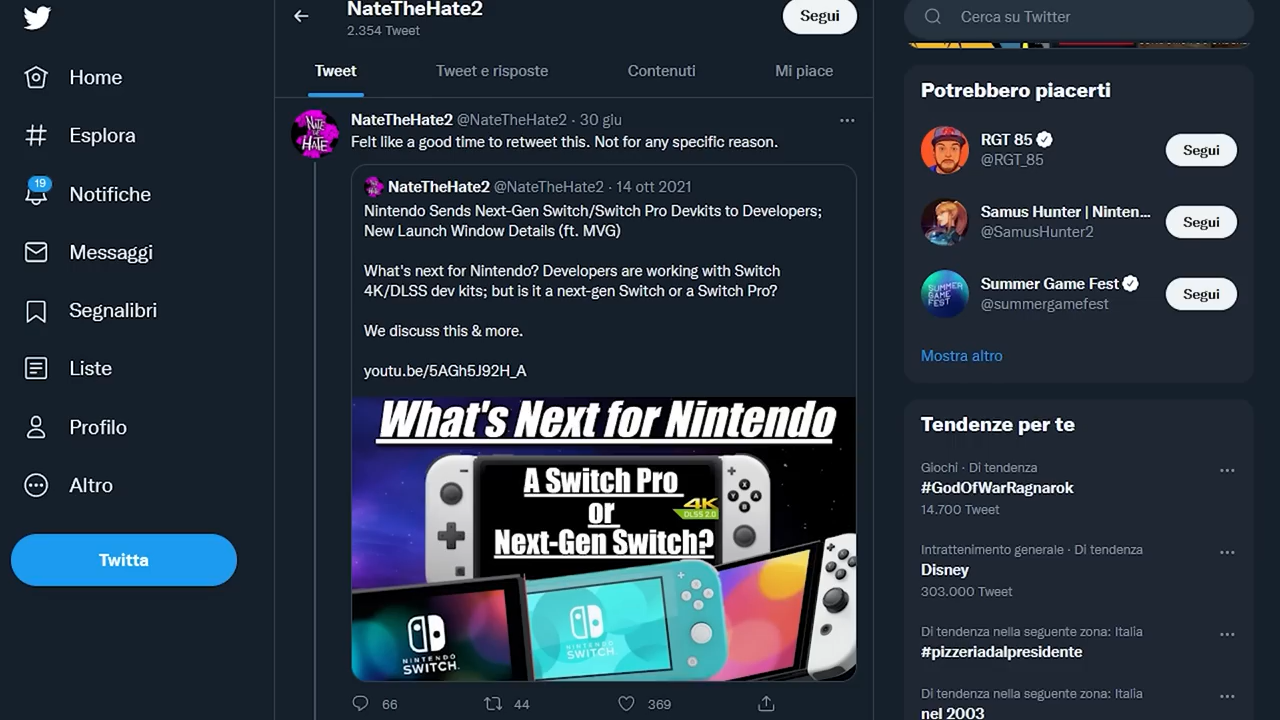 NateTheHate2
2.354 Tweet
Segui
Cerca su Twitter
Home
Esplora
19
Notifiche
Messaggi
Segnalibri
Liste
Profilo
Altro
Twitta
Tweet
Tweet e risposte
Contenuti
Mi piace
NATE THE HATE
NateTheHate2 @NateTheHate2 · 30 giu
Felt like a good time to retweet this. Not for any specific reason.
NateTheHate2 @NateTheHate2 · 14 ott 2021
Nintendo Sends Next-Gen Switch/Switch Pro Devkits to Developers;
New Launch Window Details (ft. MVG)
What's next for Nintendo? Developers are working with Switch
4K/DLSS dev kits; but is it a next-gen Switch or a Switch Pro?
We discuss this & more.
youtu.be/5AGh5J92H_A
What's Next for Nintendo
A Switch Pro
or
Next-Gen Switch?
4K
DLSS 2.0
X
Y
A
B
NINTENDO
SWITCH
NINTENDO
SWITCH
66
44
369
Potrebbero piacerti
RGT 85
@RGT_85
Segui
Samus Hunter | Ninten...
@SamusHunter2
Segui
SUMMER
GAME
FEST
Summer Game Fest
@summergamefest
Segui
Mostra altro
Tendenze per te
Giochi · Di tendenza
#GodOfWarRagnarok
14.700 Tweet
Intrattenimento generale · Di tendenza
Disney
303.000 Tweet
Di tendenza nella seguente zona: Italia
#pizzeriadalpresidente
Di tendenza nella seguente zona: Italia
nel 2003